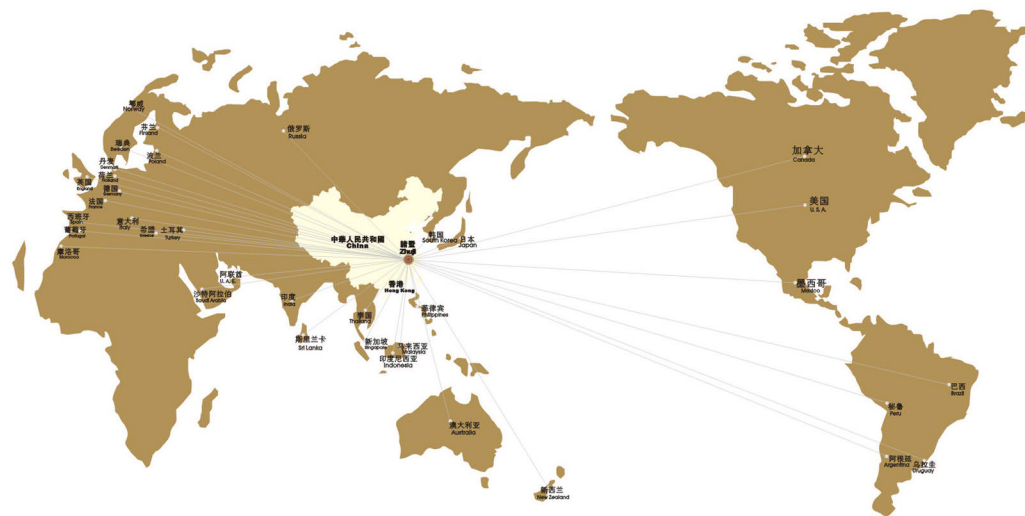 鄂威
Norway
芬兰
Finland
瑞典
Sweden
丹麦
Denmark
波兰
Poland
英国
England
荷兰
Holland
德国
Germany
法国
France
西班牙
Spain
葡萄牙
Portugal
意大利
Italy
希腊
Greece
土耳其
Turkey
摩洛哥
Morocco
俄罗斯
Russia
中華人民共和國
China
諸暨
Zhuji
韩国
South Korea
日本
Japan
香港
Hong Kong
阿联酋
U.A.E.
沙特阿拉伯
Saudi Arabia
印度
India
斯里兰卡
Sri Lanka
泰国
Thailand
菲律宾
Philippines
新加坡
Singapore
马来西亚
Malaysia
印度尼西亚
Indonesia
澳大利亚
Australia
新西兰
New Zealand
加拿大
Canada
美国
U.S.A.
墨西哥
Mexico
巴西
Brazil
秘鲁
Peru
阿根廷
Argentina
乌拉圭
Uruguay